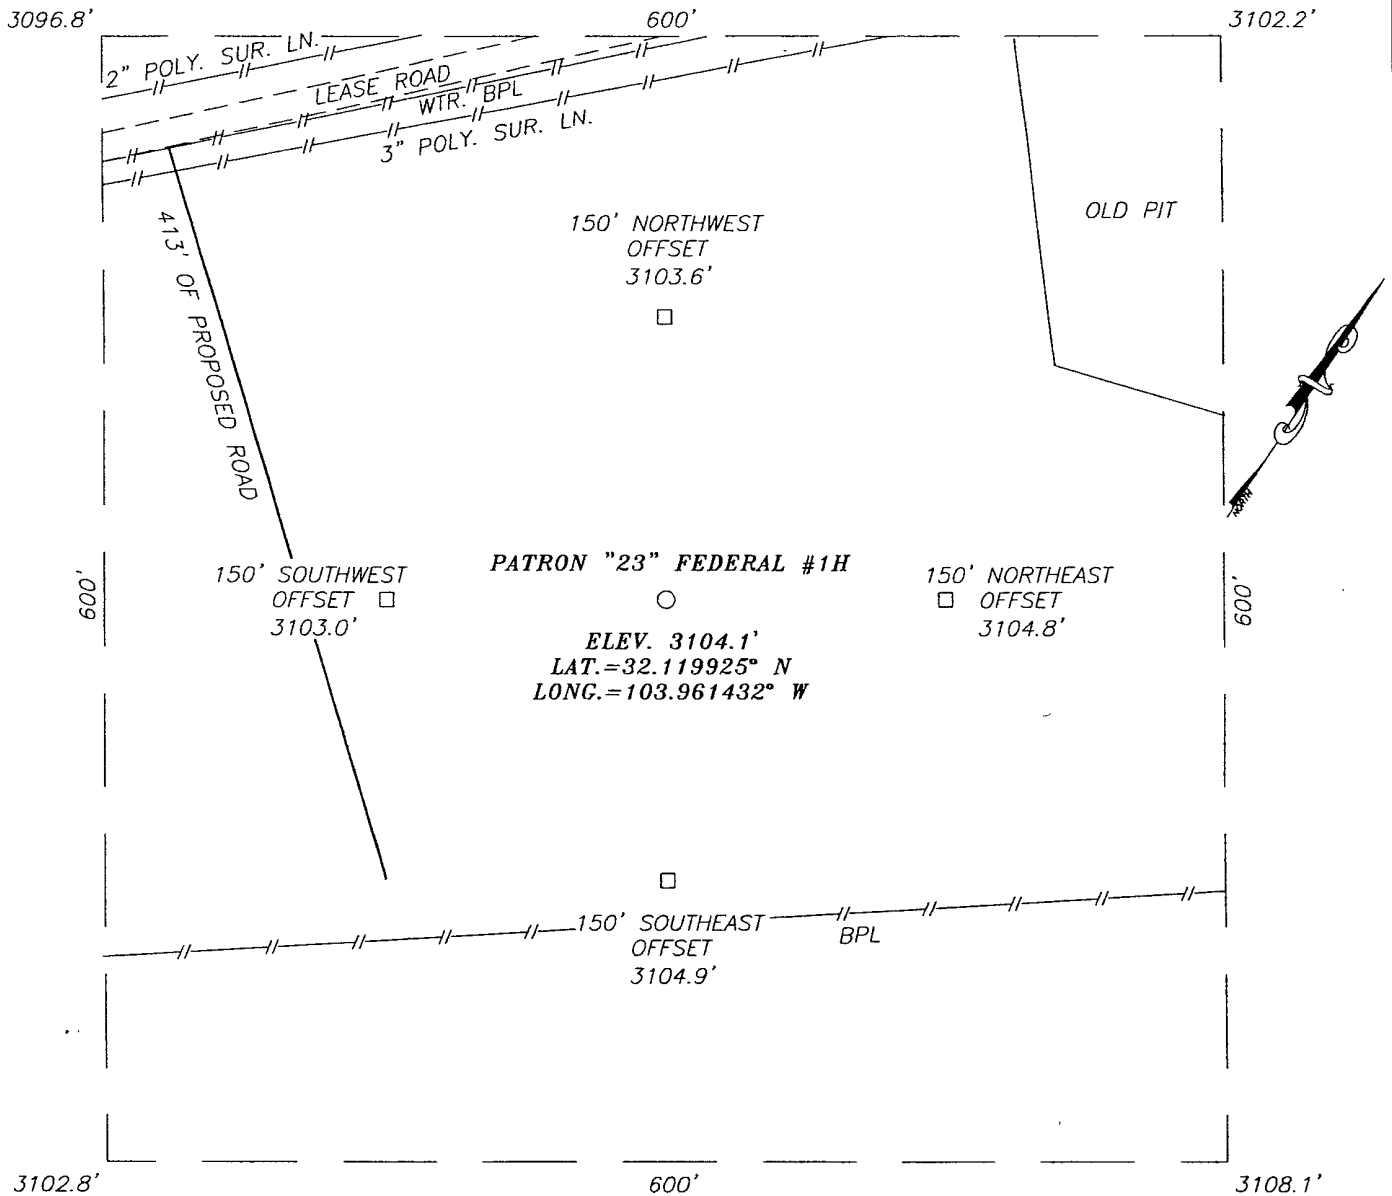 3096.8'
600'
3102.2'
2" POLY. SUR. LN.
LEASE ROAD
WTR. BPL
3" POLY. SUR. LN.
OLD PIT
150' NORTHWEST
OFFSET
3103.6'
413' OF PROPOSED ROAD
NORTH
600'
150' SOUTHWEST
OFFSET
3103.0'
PATRON "23" FEDERAL #1H
ELEV. 3104.1'
LAT.=32.119925° N
LONG.=103.961432° W
150' NORTHEAST
OFFSET
3104.8'
600'
150' SOUTHEAST
OFFSET
3104.9'
BPL
3102.8'
600'
3108.1'